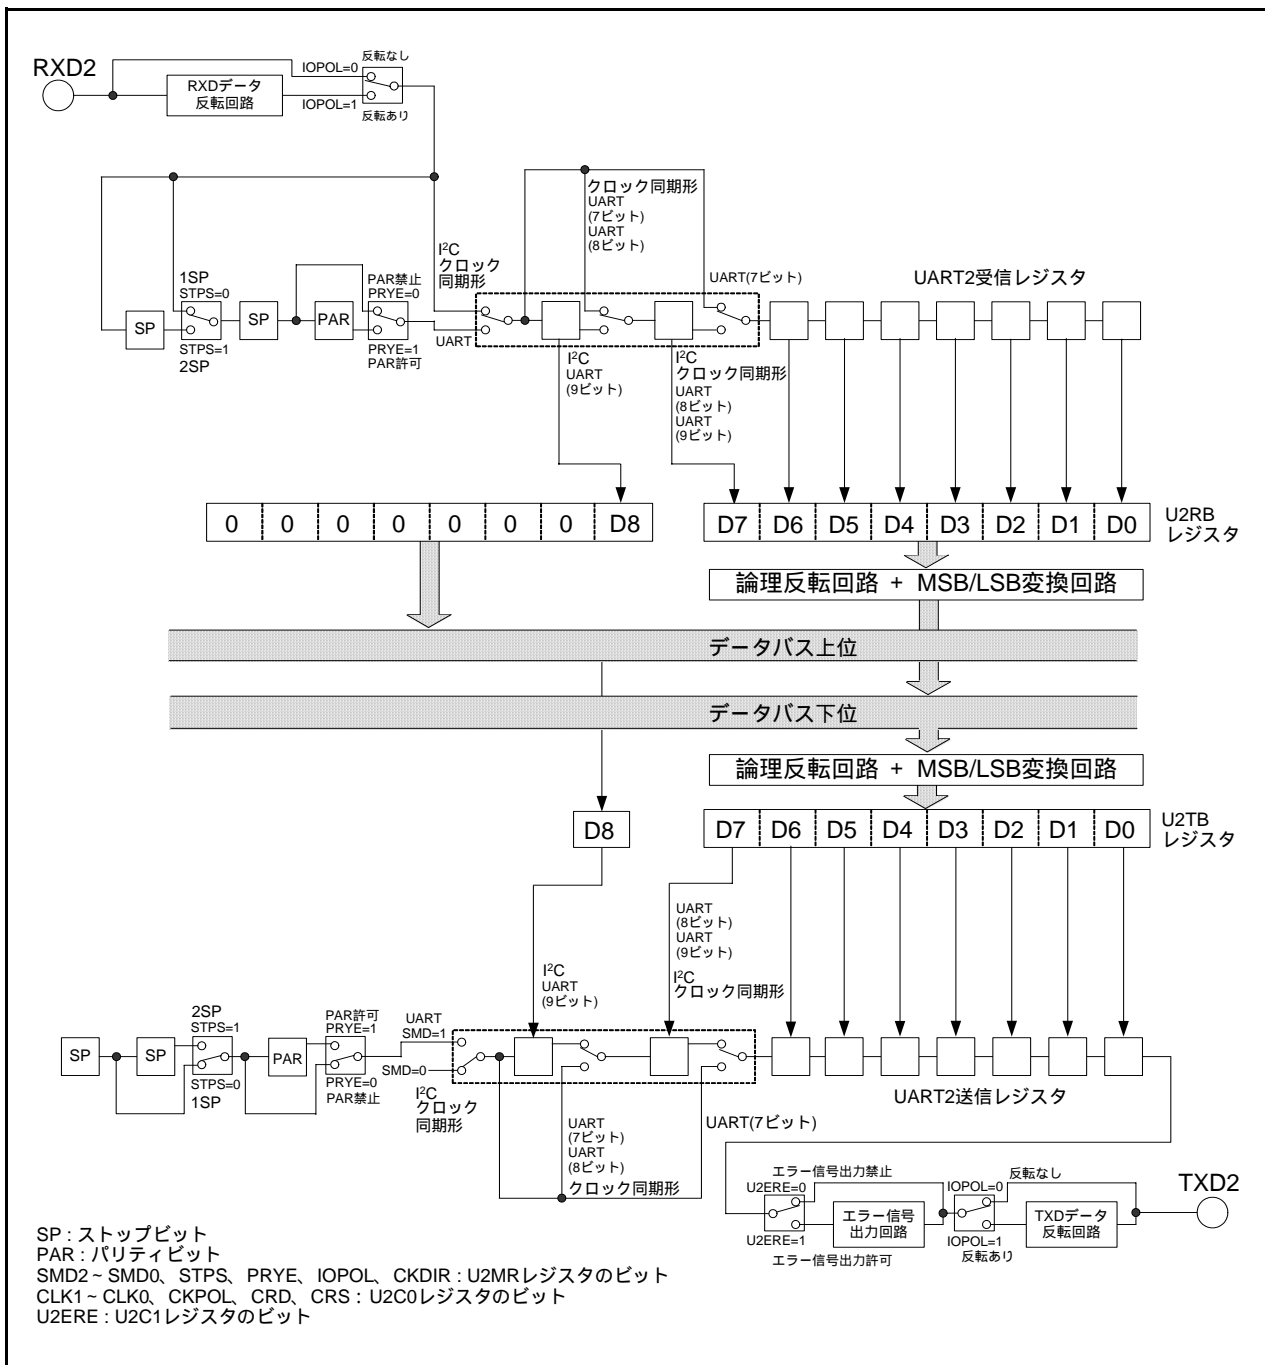 RXD2
反転なし
IOPOL=0
RXDデータ
反転回路
IOPOL=1
反転あり
クロック同期形
UART
(7ビット)
UART
(8ビット)
I²C
クロック
同期形
1SP
STPS=0
PAR禁止
PRYE=0
UART(7ビット)
UART2受信レジスタ
SP
SP
PAR
STPS=1
2SP
PRYE=1
PAR許可
UART
I²C
UART
(9ビット)
I²C
クロック同期形
UART
(8ビット)
UART
(9ビット)
0 0 0 0 0 0 0 D8
D7 D6 D5 D4 D3 D2 D1 D0
U2RB
レジスタ
論理反転回路 + MSB/LSB変換回路
データバス上位
データバス下位
論理反転回路 + MSB/LSB変換回路
D8
D7 D6 D5 D4 D3 D2 D1 D0
U2TB
レジスタ
UART
(8ビット)
UART
(9ビット)
I²C
クロック同期形
I²C
UART
(9ビット)
2SP
STPS=1
PAR許可
PRYE=1
UART
SMD=1
SP
SP
PAR
SMD=0
STPS=0
1SP
PRYE=0
PAR禁止
I²C
クロック
同期形
UART2送信レジスタ
UART
(7ビット)
UART
(8ビット)
クロック同期形
UART(7ビット)
エラー信号出力禁止
U2ERE=0
IOPOL=0
反転なし
TXD2
エラー信号
出力回路
TXDデータ
反転回路
U2ERE=1
エラー信号出力許可
IOPOL=1
反転あり
SP : ストップビット
PAR : パリティビット
SMD2 ~ SMD0、STPS、PRYE、IOPOL、CKDIR : U2MRレジスタのビット
CLK1 ~ CLK0、CKPOL、CRD、CRS : U2C0レジスタのビット
U2ERE : U2C1レジスタのビット